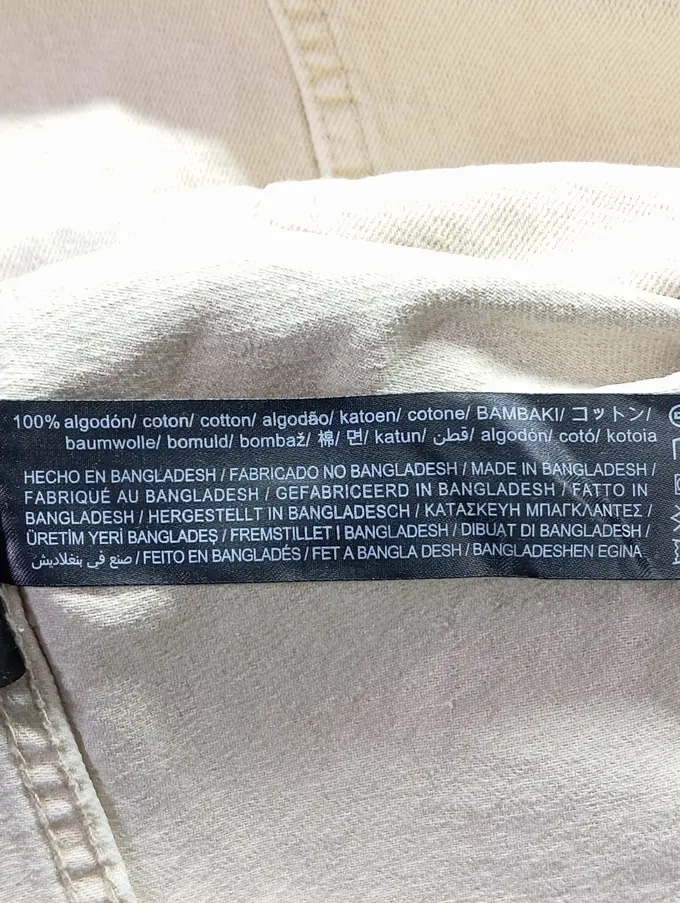 100% algodón/ coton/ cotton/ algodão/ katoen/ cotone/ BAMBAKI/ コットン/
baumwolle/ bomuld/ bombaž/ 棉/ 면/ katun/ قطن/ algodón/ cotó/ kotoia
HECHO EN BANGLADESH / FABRICADO NO BANGLADESH / MADE IN BANGLADESH /
FABRIQUÉ AU BANGLADESH / GEFABRICEERD IN BANGLADESH / FATTO IN
BANGLADESH / HERGESTELLT IN BANGLADESCH / ΚΑΤΑΣΚΕΥΗ ΜΠΑΓΚΛΑΝΤΕΣ /
ÜRETİM YERİ BANGLADEŞ / FREMSTILLET I BANGLADESH / DIBUAT DI BANGLADESH /
صنع في بنغلاديش / FEITO EN BANGLADÉS / FET A BANGLA DESH / BANGLADESHEN EGINA